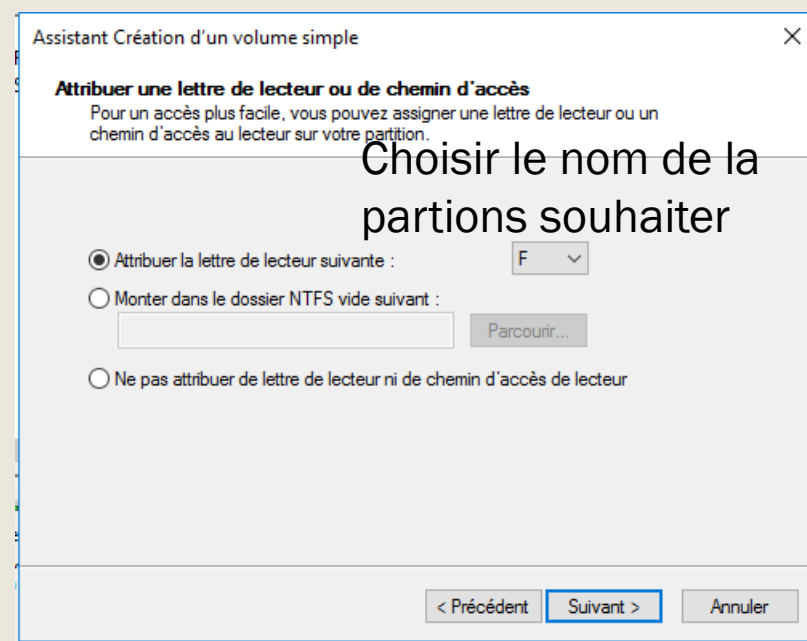 Assistant Création d'un volume simple
Attribuer une lettre de lecteur ou de chemin d'accès
Pour un accès plus facile, vous pouvez assigner une lettre de lecteur ou un
chemin d'accès au lecteur sur votre partition.
Choisir le nom de la
partions souhaiter
Attribuer la lettre de lecteur suivante :
F
Monter dans le dossier NTFS vide suivant :
Parcourir...
Ne pas attribuer de lettre de lecteur ni de chemin d'accès de lecteur
< Précédent
Suivant >
Annuler